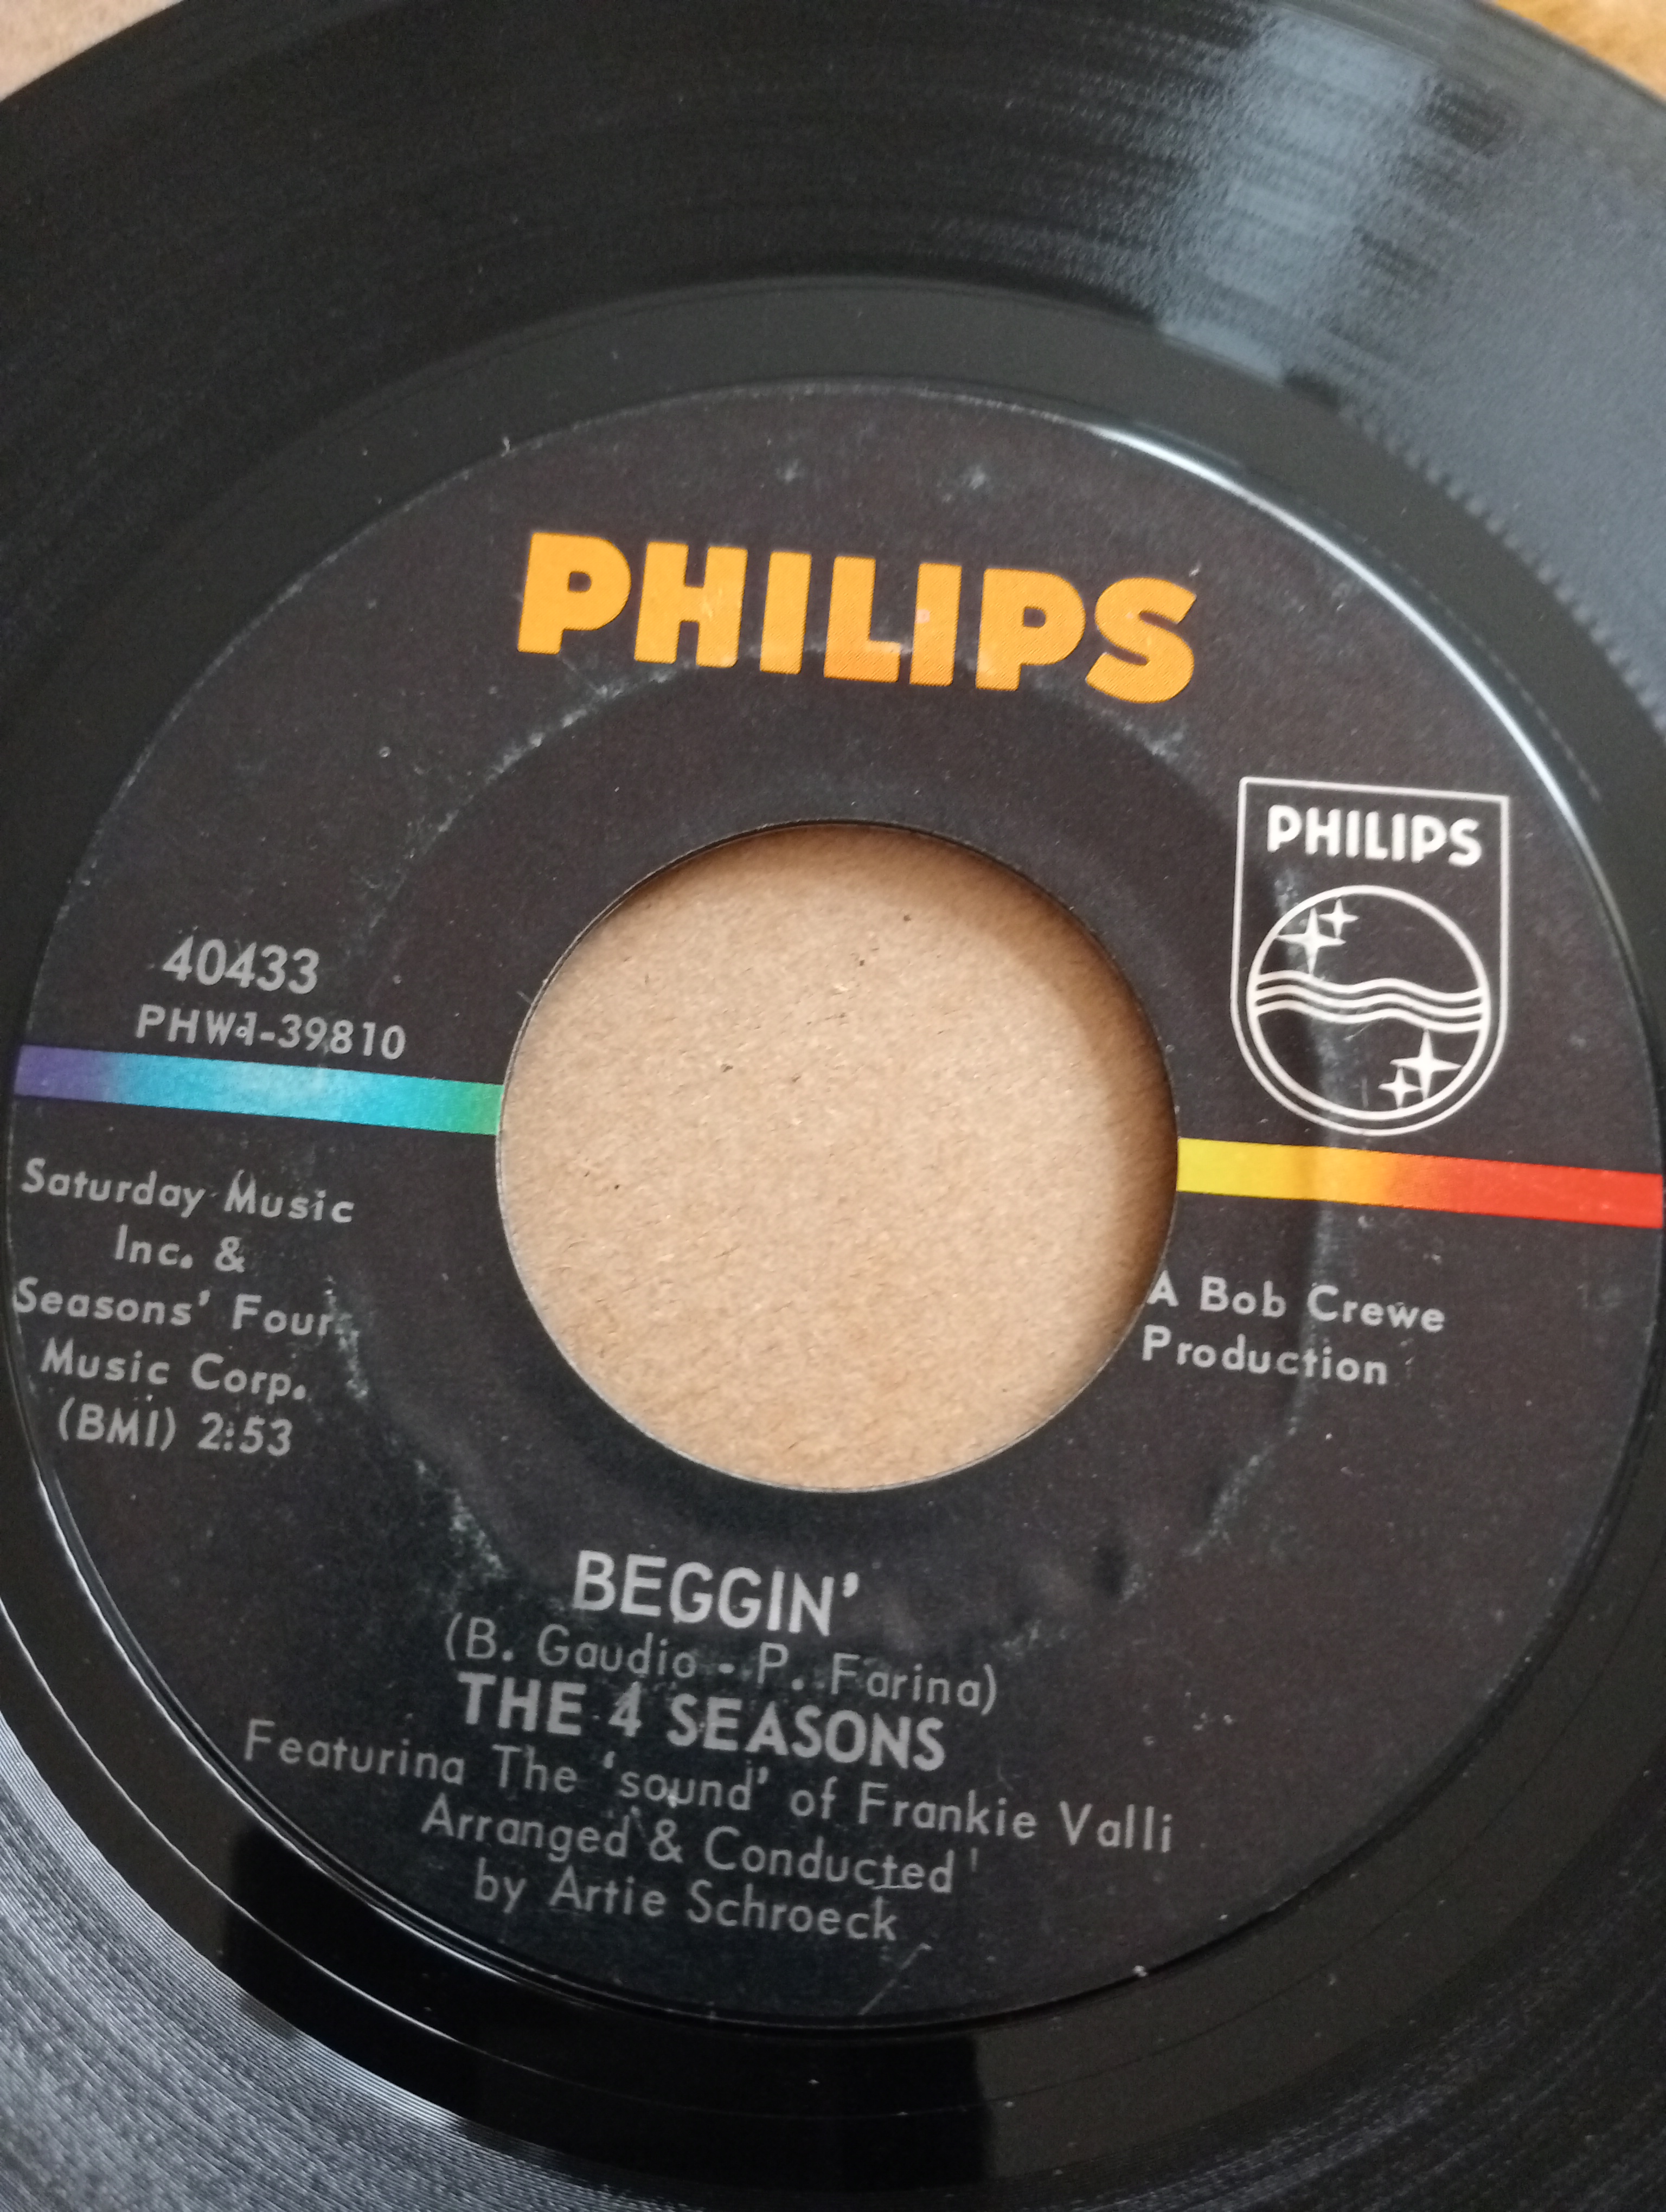 PHILIPS
PHILIPS
40433
PHW1-39810
Saturday Music
Inc. &
Seasons' Four
Music Corp.
(BMI) 2:53
A Bob Crewe
Production
BEGGIN'
(B. Gaudio - P. Farina)
THE 4 SEASONS
Featuring The 'sound' of Frankie Valli
Arranged & Conducted
by Artie Schroeck